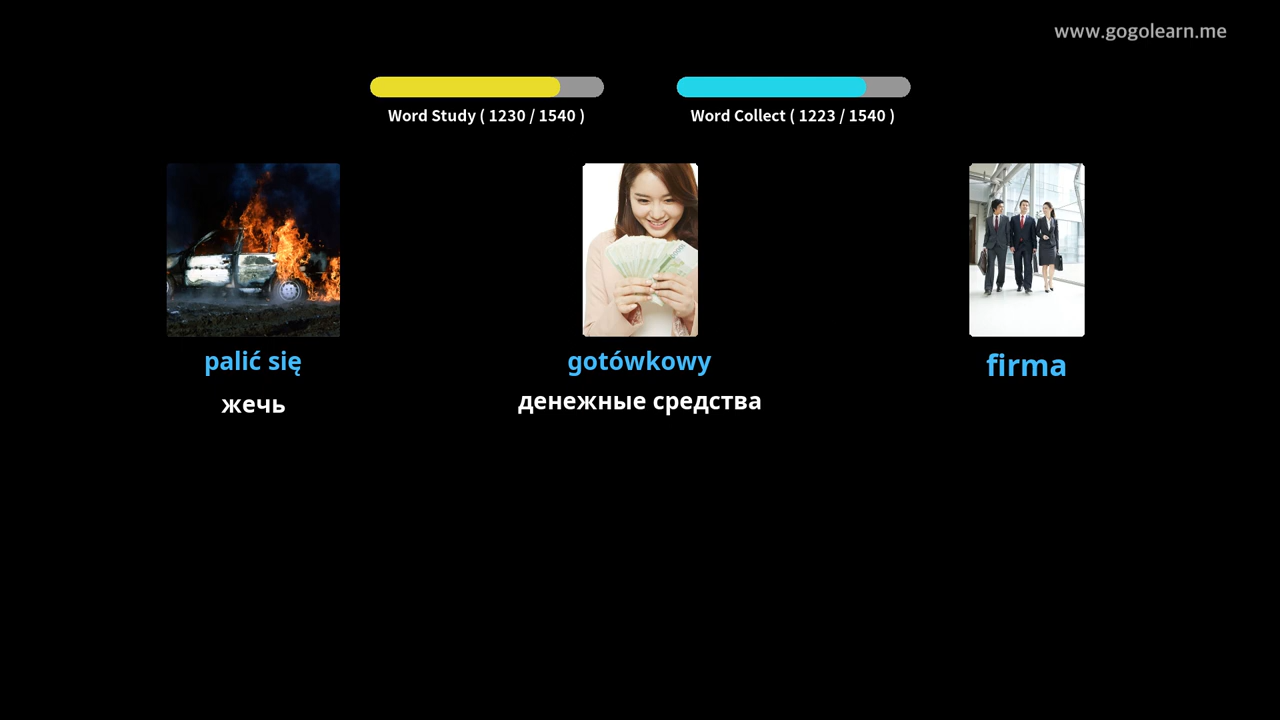 www.gogolearn.me
Word Study ( 1230 / 1540 )
Word Collect ( 1223 / 1540 )
palić się
gotówkowy
firma
жечь
денежные средства